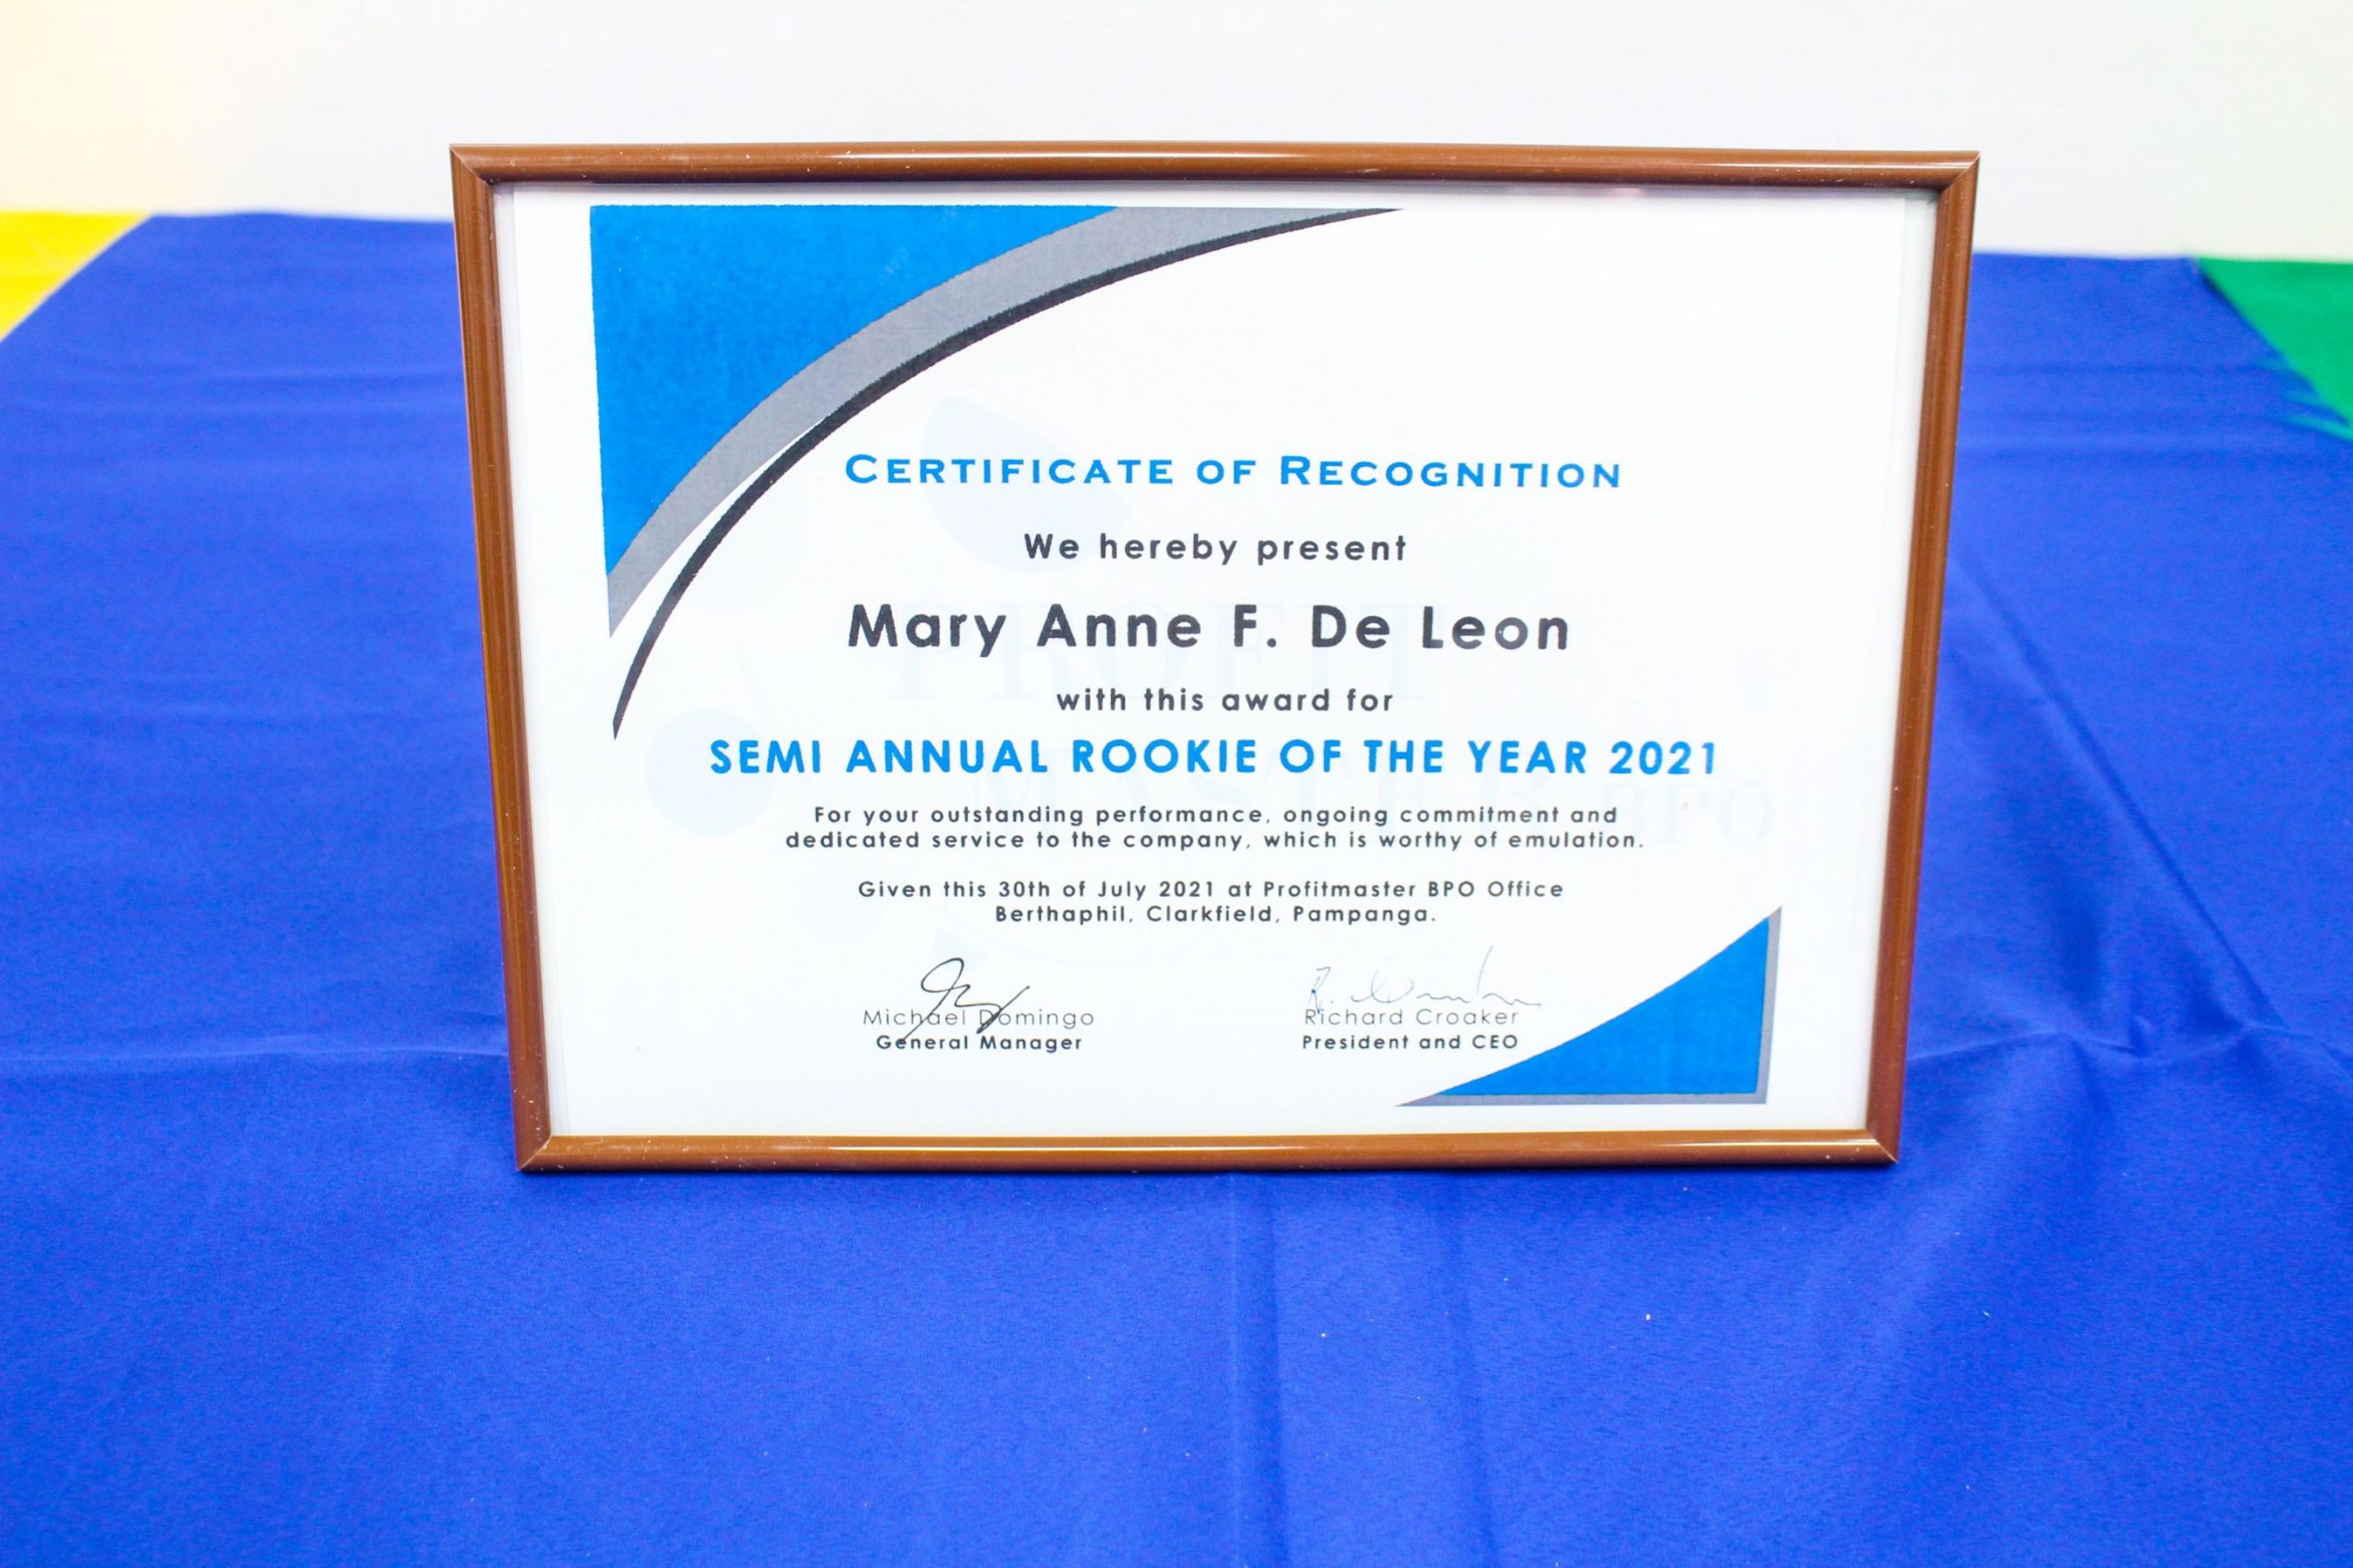 CERTIFICATE OF RECOGNITION
We hereby present
Mary Anne F. De Leon
with this award for
SEMI ANNUAL ROOKIE OF THE YEAR 2021
For your outstanding performance, ongoing commitment and
dedicated service to the company, which is worthy of emulation.
Given this 30th of July 2021 at Profitmaster BPO Office
Berthaphil, Clarkfield, Pampanga.
Michael Domingo
General Manager
Richard Croaker
President and CEO
PROFIT
MASTER BPO